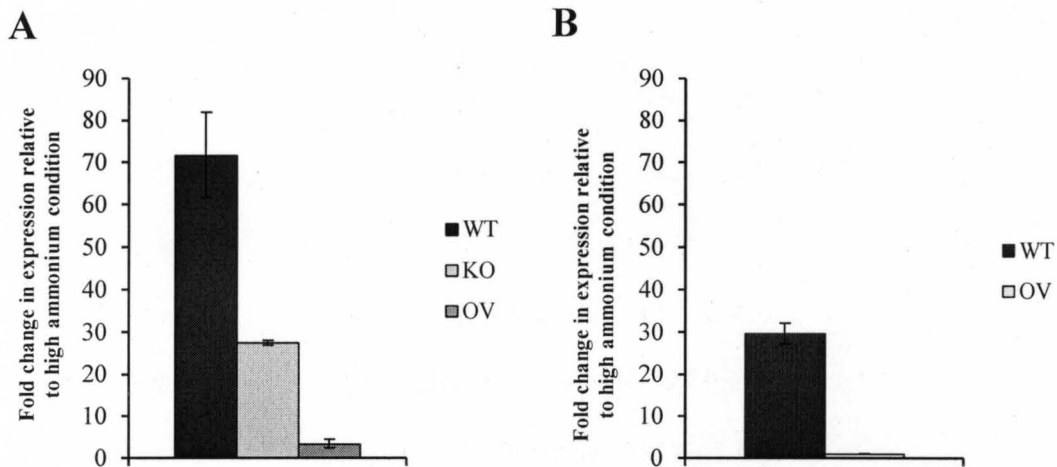 A
Fold change in expression relative
to high ammonium condition
90
80
70
60
50
40
30
20
10
0
WT
KO
OV
B
Fold change in expression relative
to high ammonium condition
90
80
70
60
50
40
30
20
10
0
WT
OV